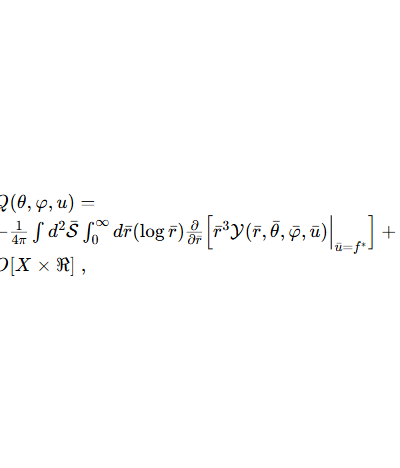 Q(θ, φ, u) =
− 1/4π ∫ d²S̄ ∫₀^∞ dr̄(log r̄) ∂/∂r̄ [r̄³𝒴(r̄, θ̄, φ̄, ū)|_{ū=f*}] +
O[X × ℜ] ,